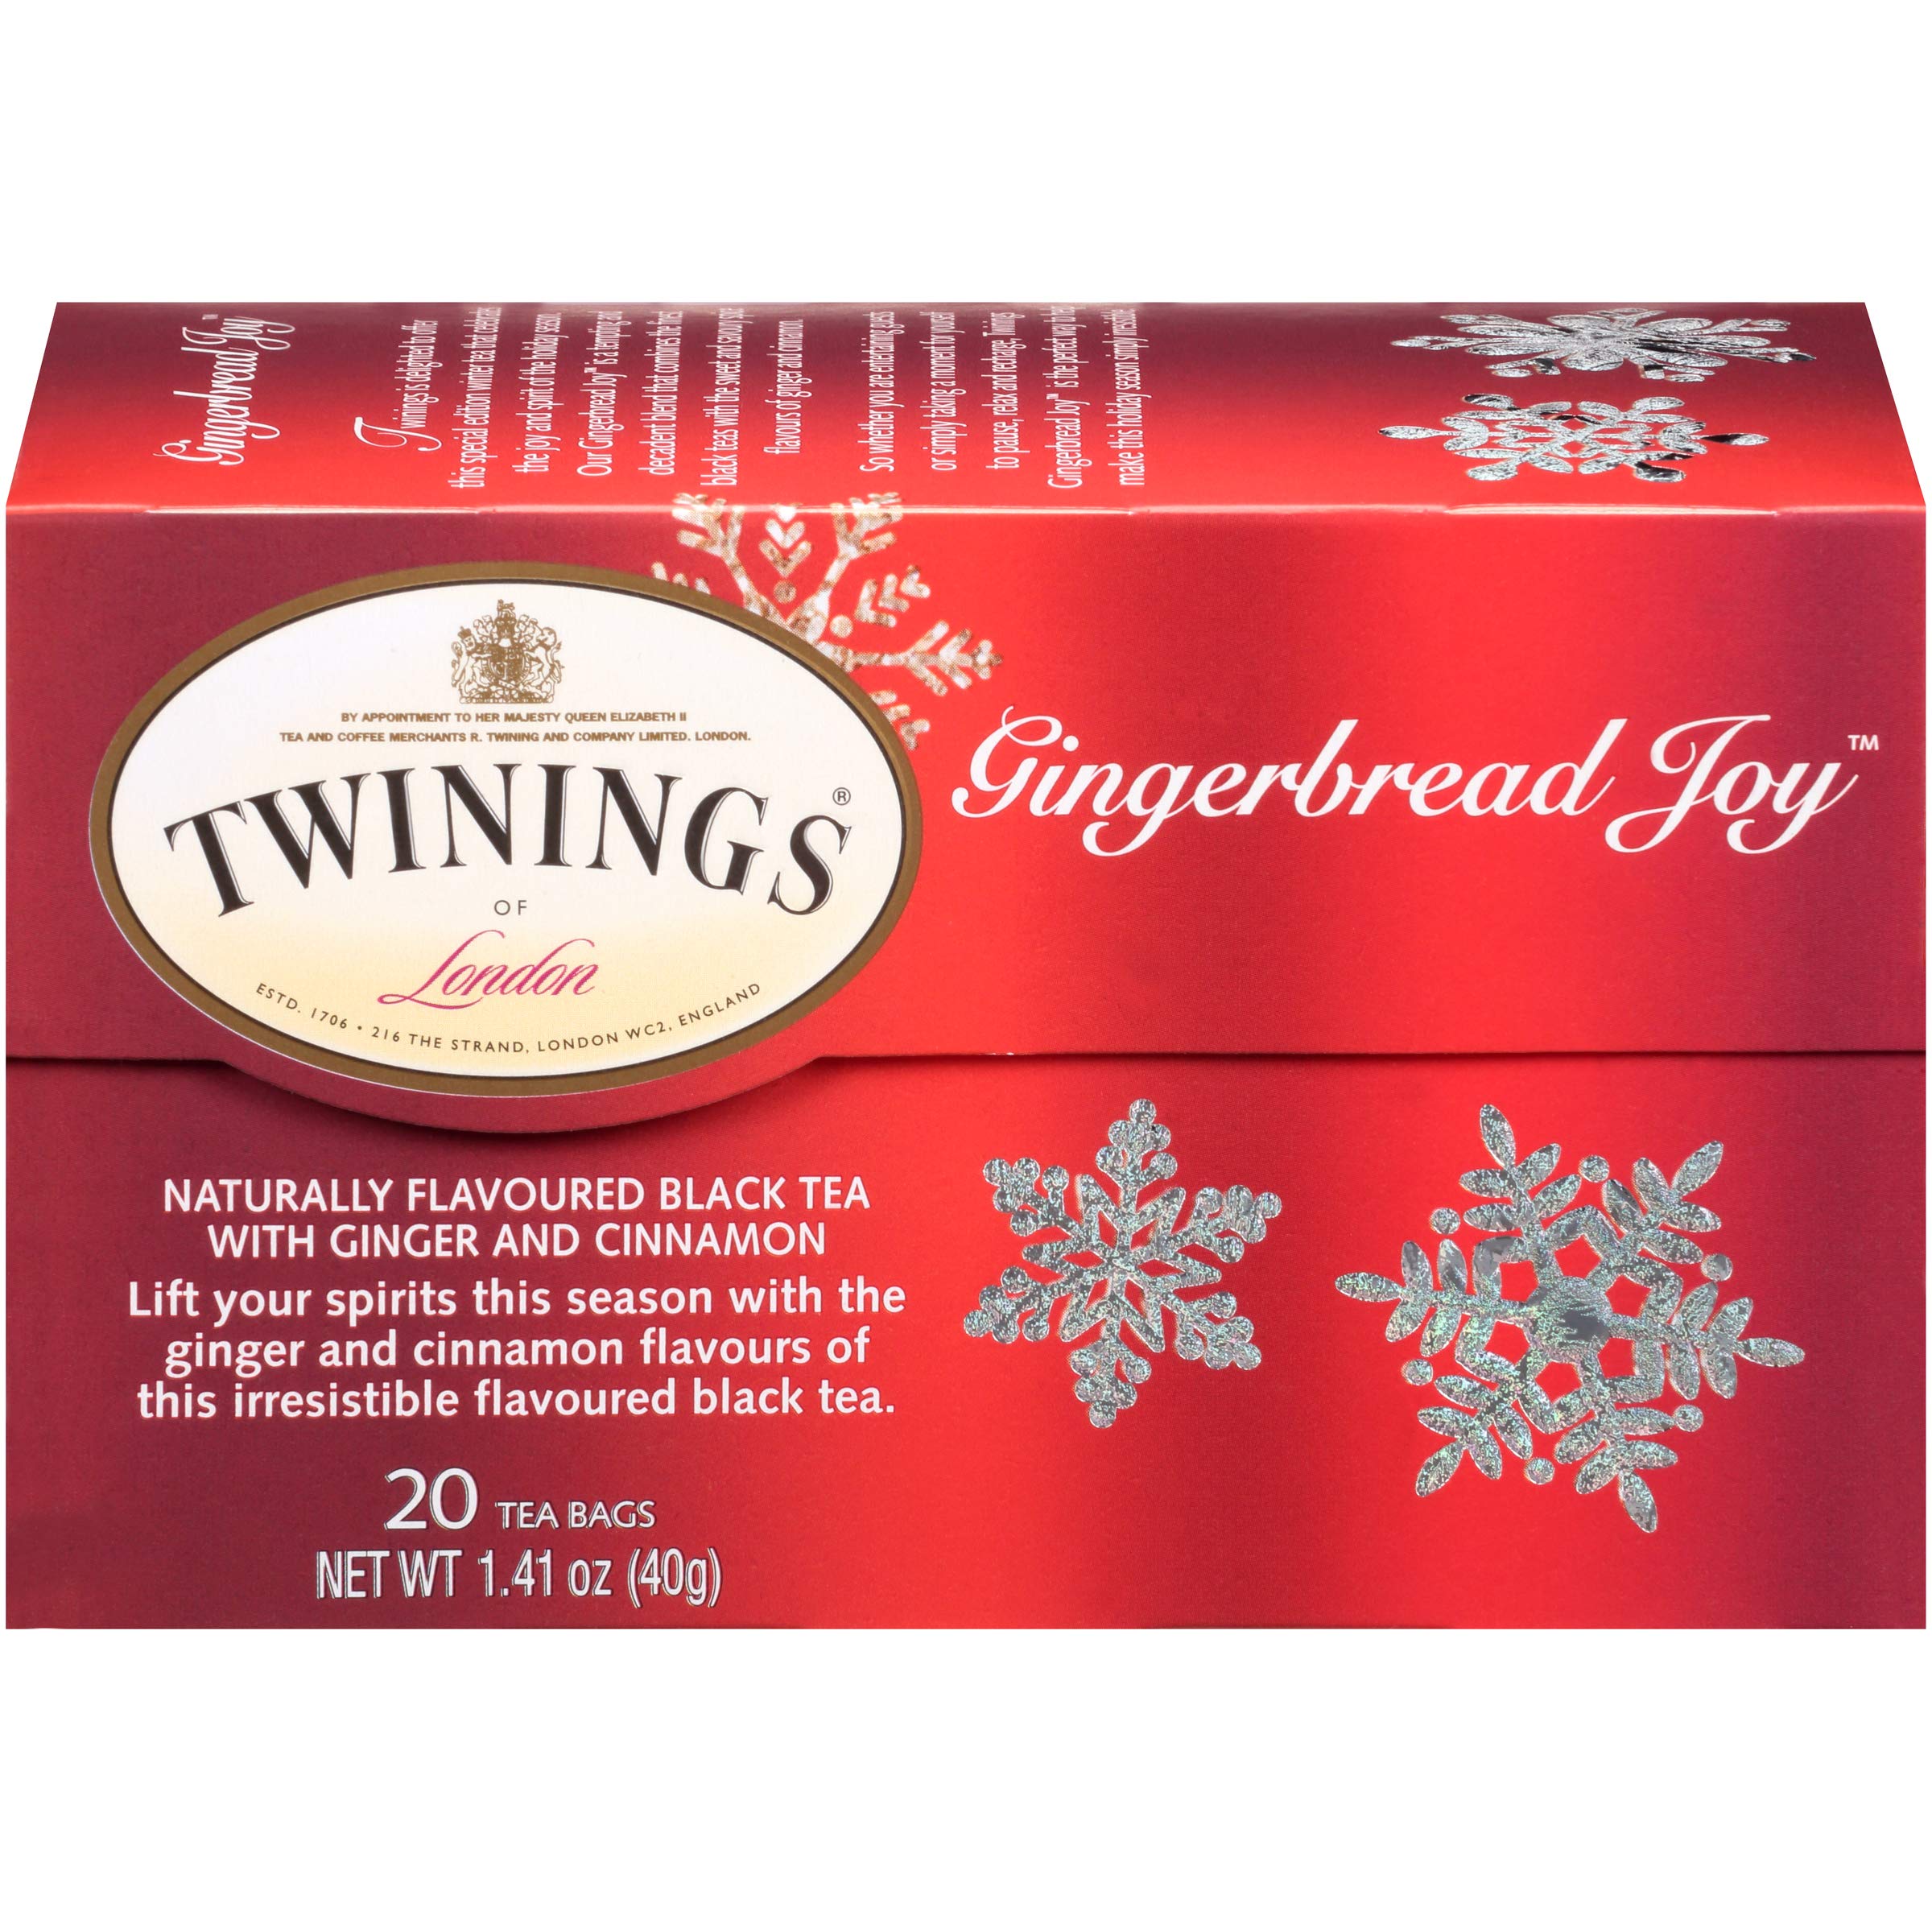 Gingerbread Joy™
Twinings is delighted to offer
this special edition winter tea that celebrates
the joy and spirit of the holiday season.
Our Gingerbread Joy™ is a tempting and
decadent blend that combines the finest
black teas with the sweet and savoury spice
flavours of ginger and cinnamon.
So whether you are entertaining guests
or simply taking a moment for yourself
to pause, relax and recharge, Twinings
Gingerbread Joy™ is the perfect way to help
make this holiday season simply irresistible.
BY APPOINTMENT TO HER MAJESTY QUEEN ELIZABETH II
TEA AND COFFEE MERCHANTS R. TWINING AND COMPANY LIMITED. LONDON.
TWININGS®
OF
London
ESTD. 1706 • 216 THE STRAND, LONDON WC2, ENGLAND
Gingerbread Joy™
NATURALLY FLAVOURED BLACK TEA
WITH GINGER AND CINNAMON
Lift your spirits this season with the
ginger and cinnamon flavours of
this irresistible flavoured black tea.
20 TEA BAGS
NET WT 1.41 oz (40g)